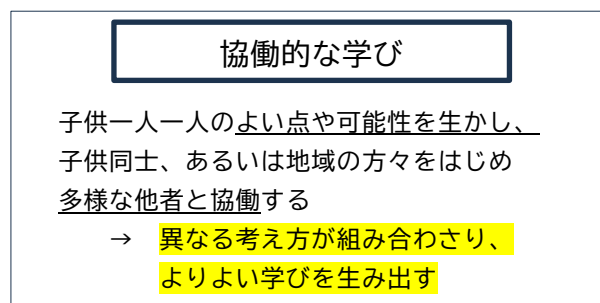 協働的な学び
子供一人一人のよい点や可能性を生かし、
子供同士、あるいは地域の方々をはじめ
多様な他者と協働する
→ 異なる考え方が組み合わさり、
よりよい学びを生み出す